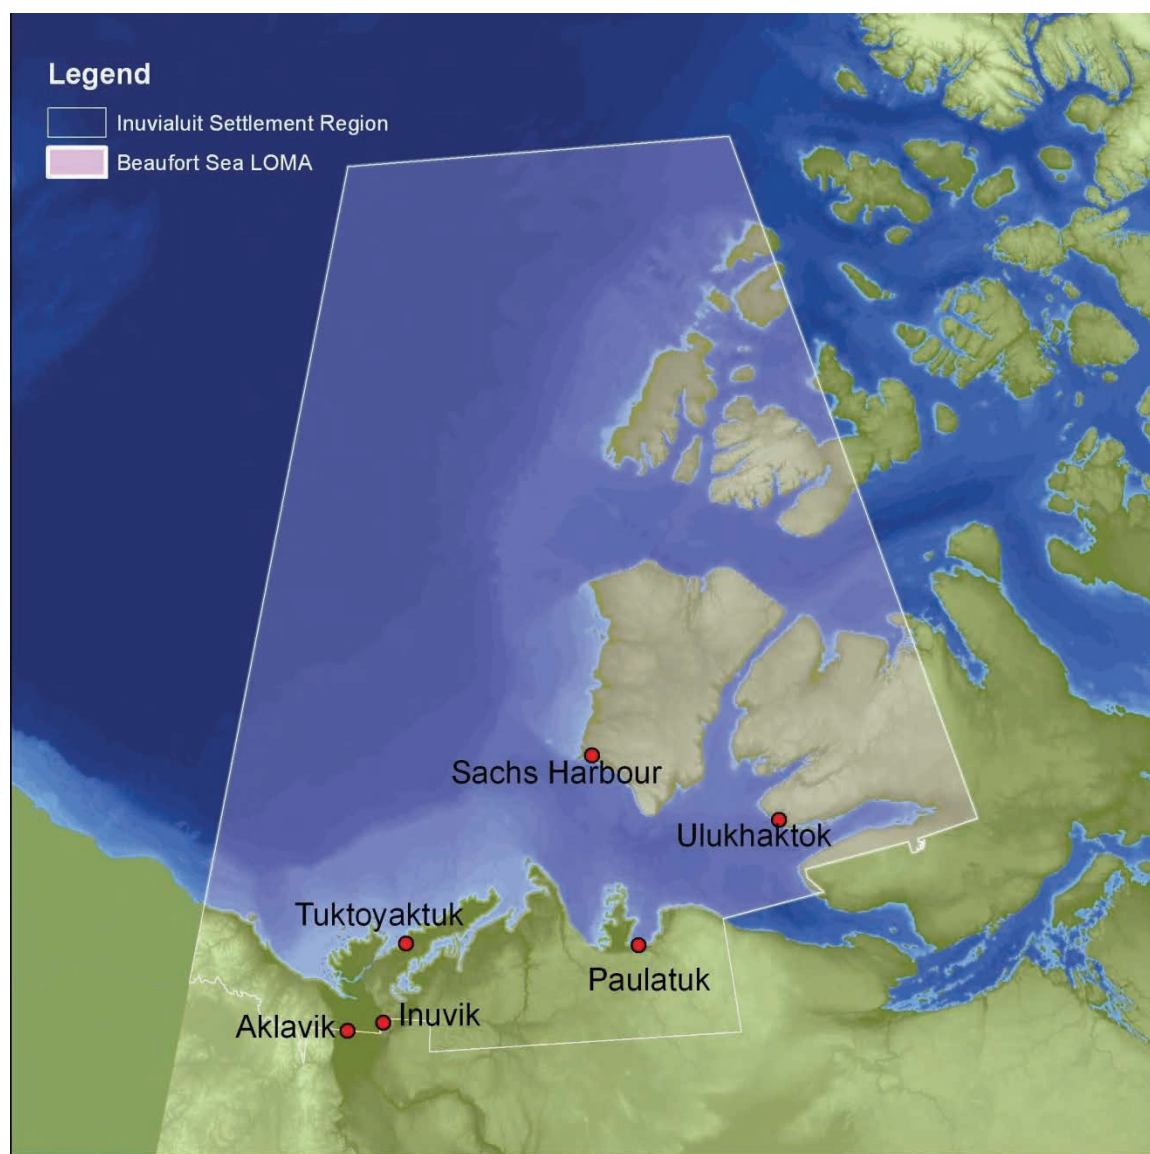 Legend
Inuvialuit Settlement Region
Beaufort Sea LOMA
Sachs Harbour
Ulukhaktok
Tuktoyaktuk
Paulatuk
Inuvik
Aklavik